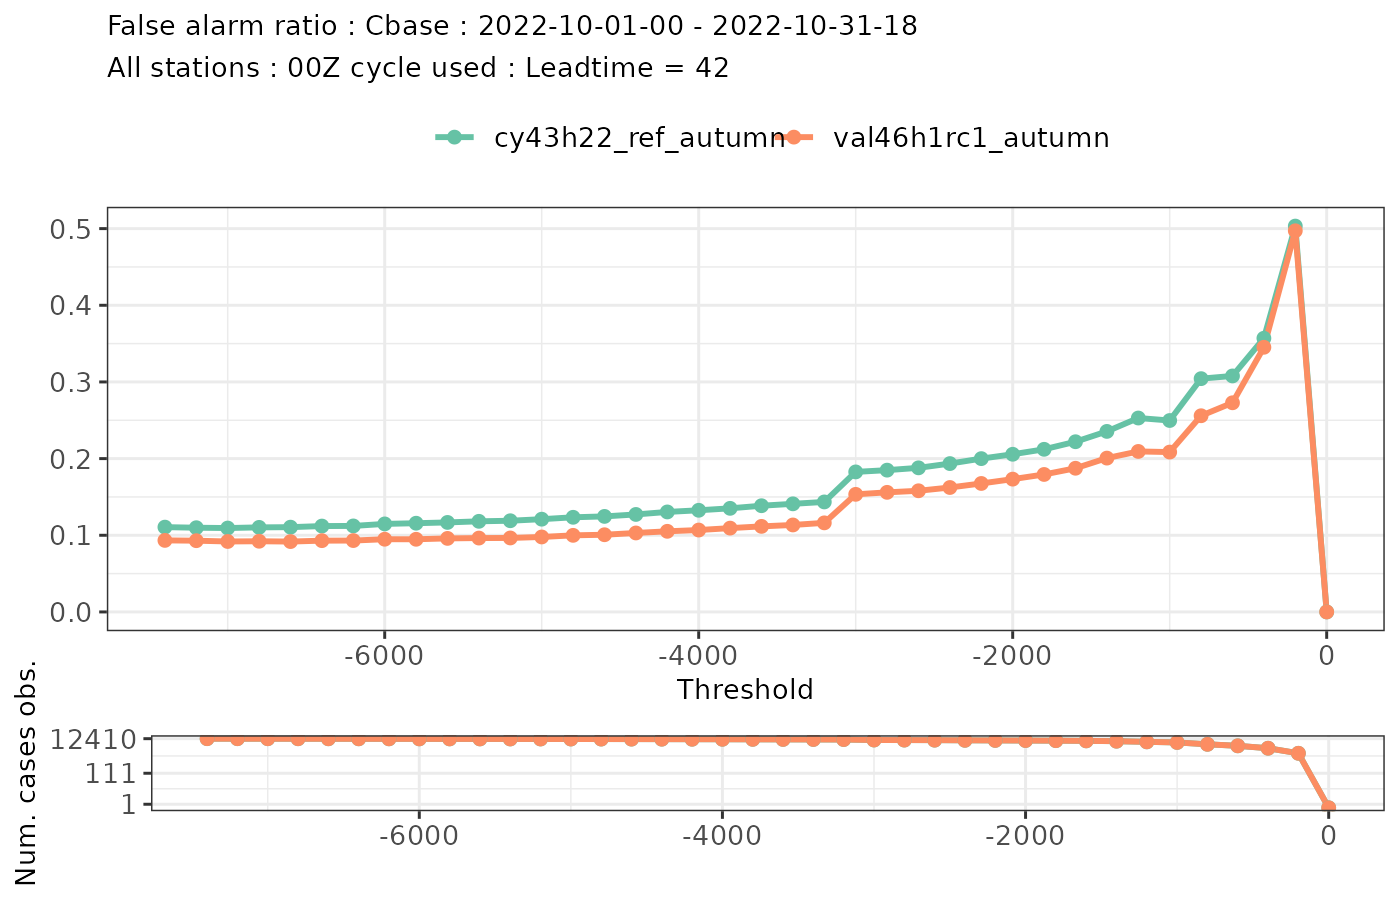 False alarm ratio : Cbase : 2022-10-01-00 - 2022-10-31-18
All stations : 00Z cycle used : Leadtime = 42
cy43h22_ref_autumn val46h1rc1_autumn
0.5
0.4
0.3
0.2
0.1
0.0
-6000 -4000 -2000 0
Threshold
Num. cases obs.
12410
111
1
-6000 -4000 -2000 0